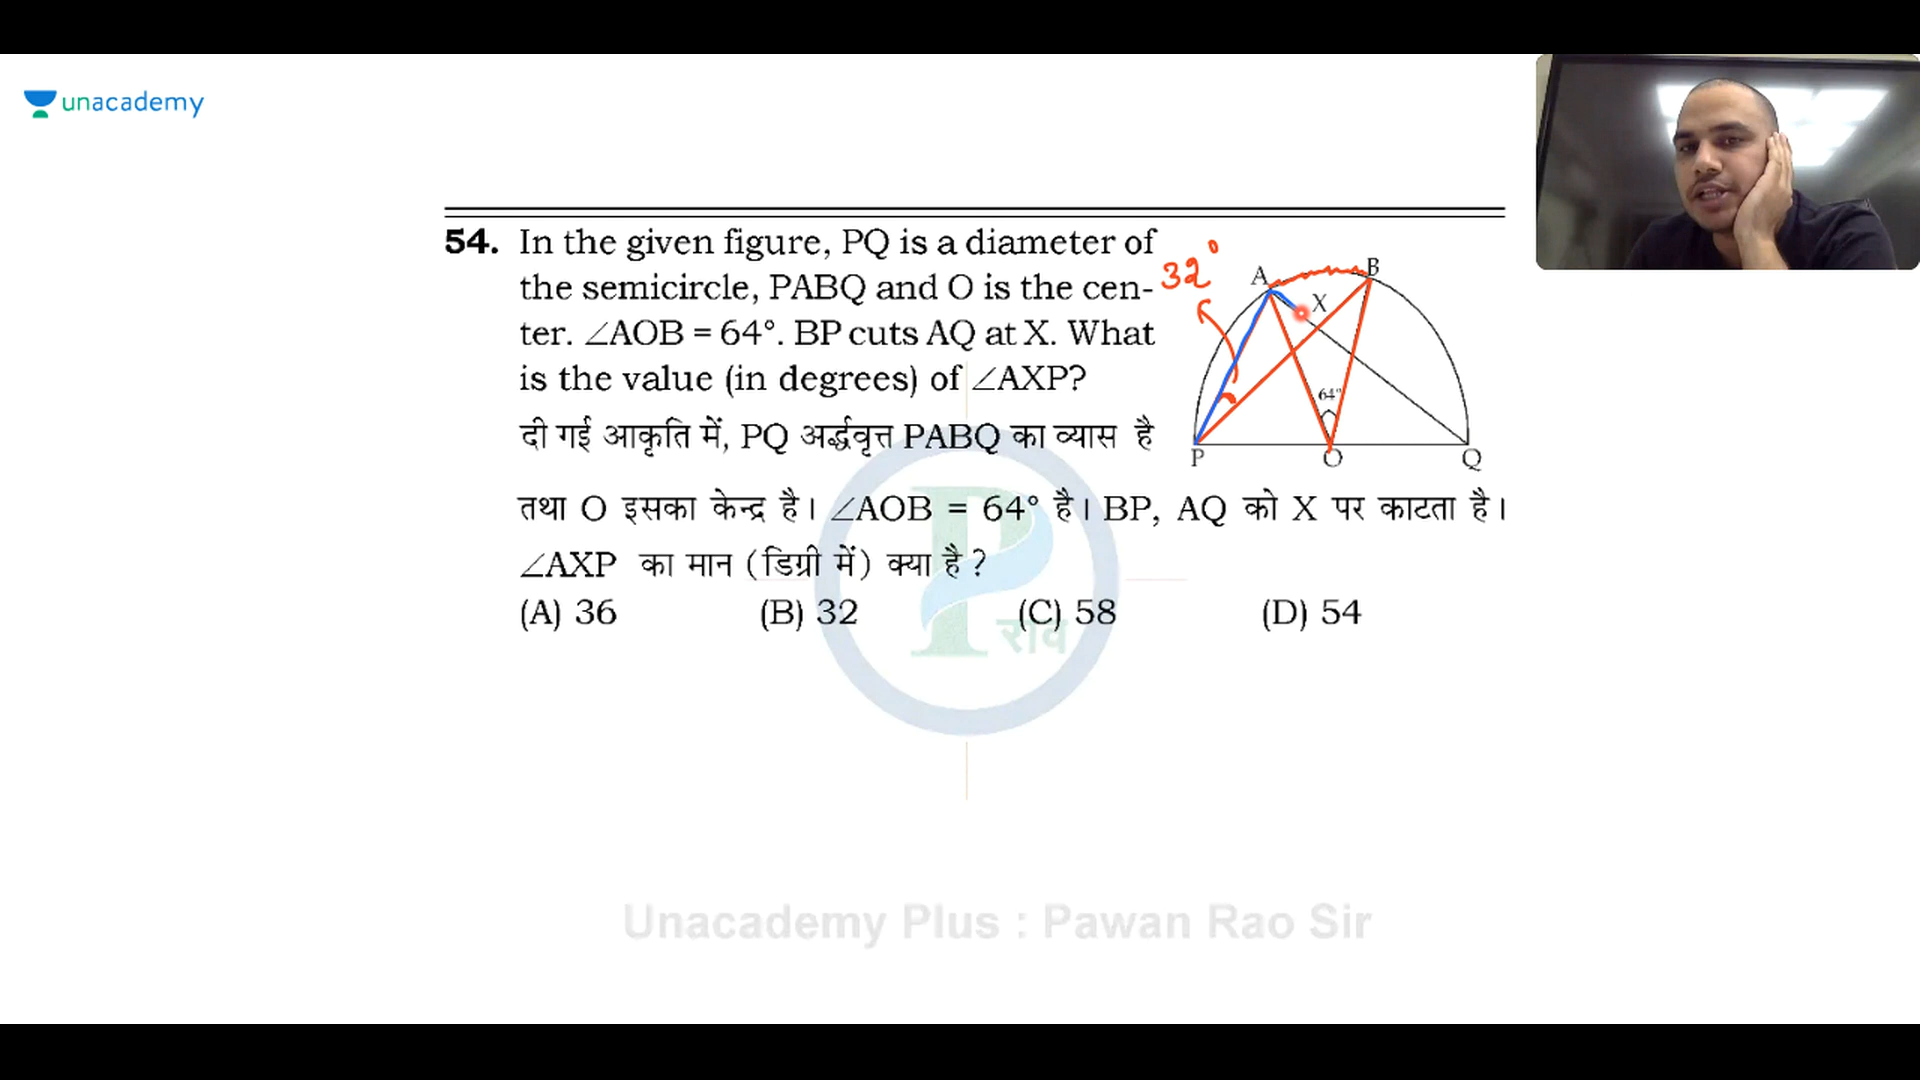 unacademy
54. In the given figure, PQ is a diameter of
the semicircle, PABQ and O is the cen-
ter. ∠AOB = 64°. BP cuts AQ at X. What
is the value (in degrees) of ∠AXP?
32°
A
B
X
64°
P
O
Q
दी गई आकृति में, PQ अर्द्धवृत्त PABQ का व्यास है
तथा O इसका केन्द्र है। ∠AOB = 64° है। BP, AQ को X पर काटता है।
∠AXP का मान (डिग्री में) क्या है ?
(A) 36 (B) 32 (C) 58 (D) 54
P
राव
Unacademy Plus : Pawan Rao Sir